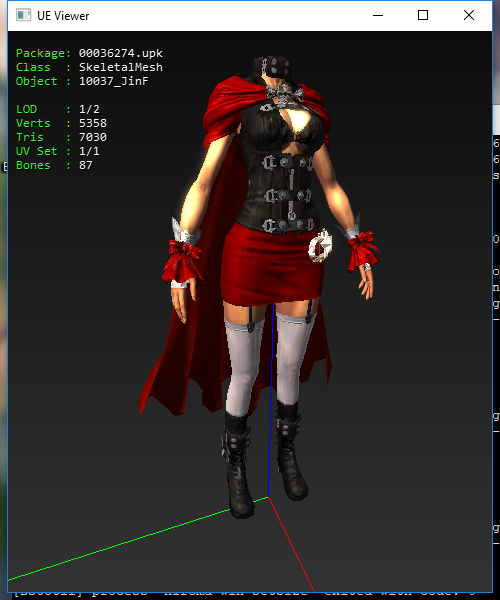 UE Viewer
Package: 00036274.upk
Class  : SkeletalMesh
Object : 10037_JinF
LOD    : 1/2
Verts  : 5358
Tris   : 7030
UV Set : 1/1
Bones  : 87